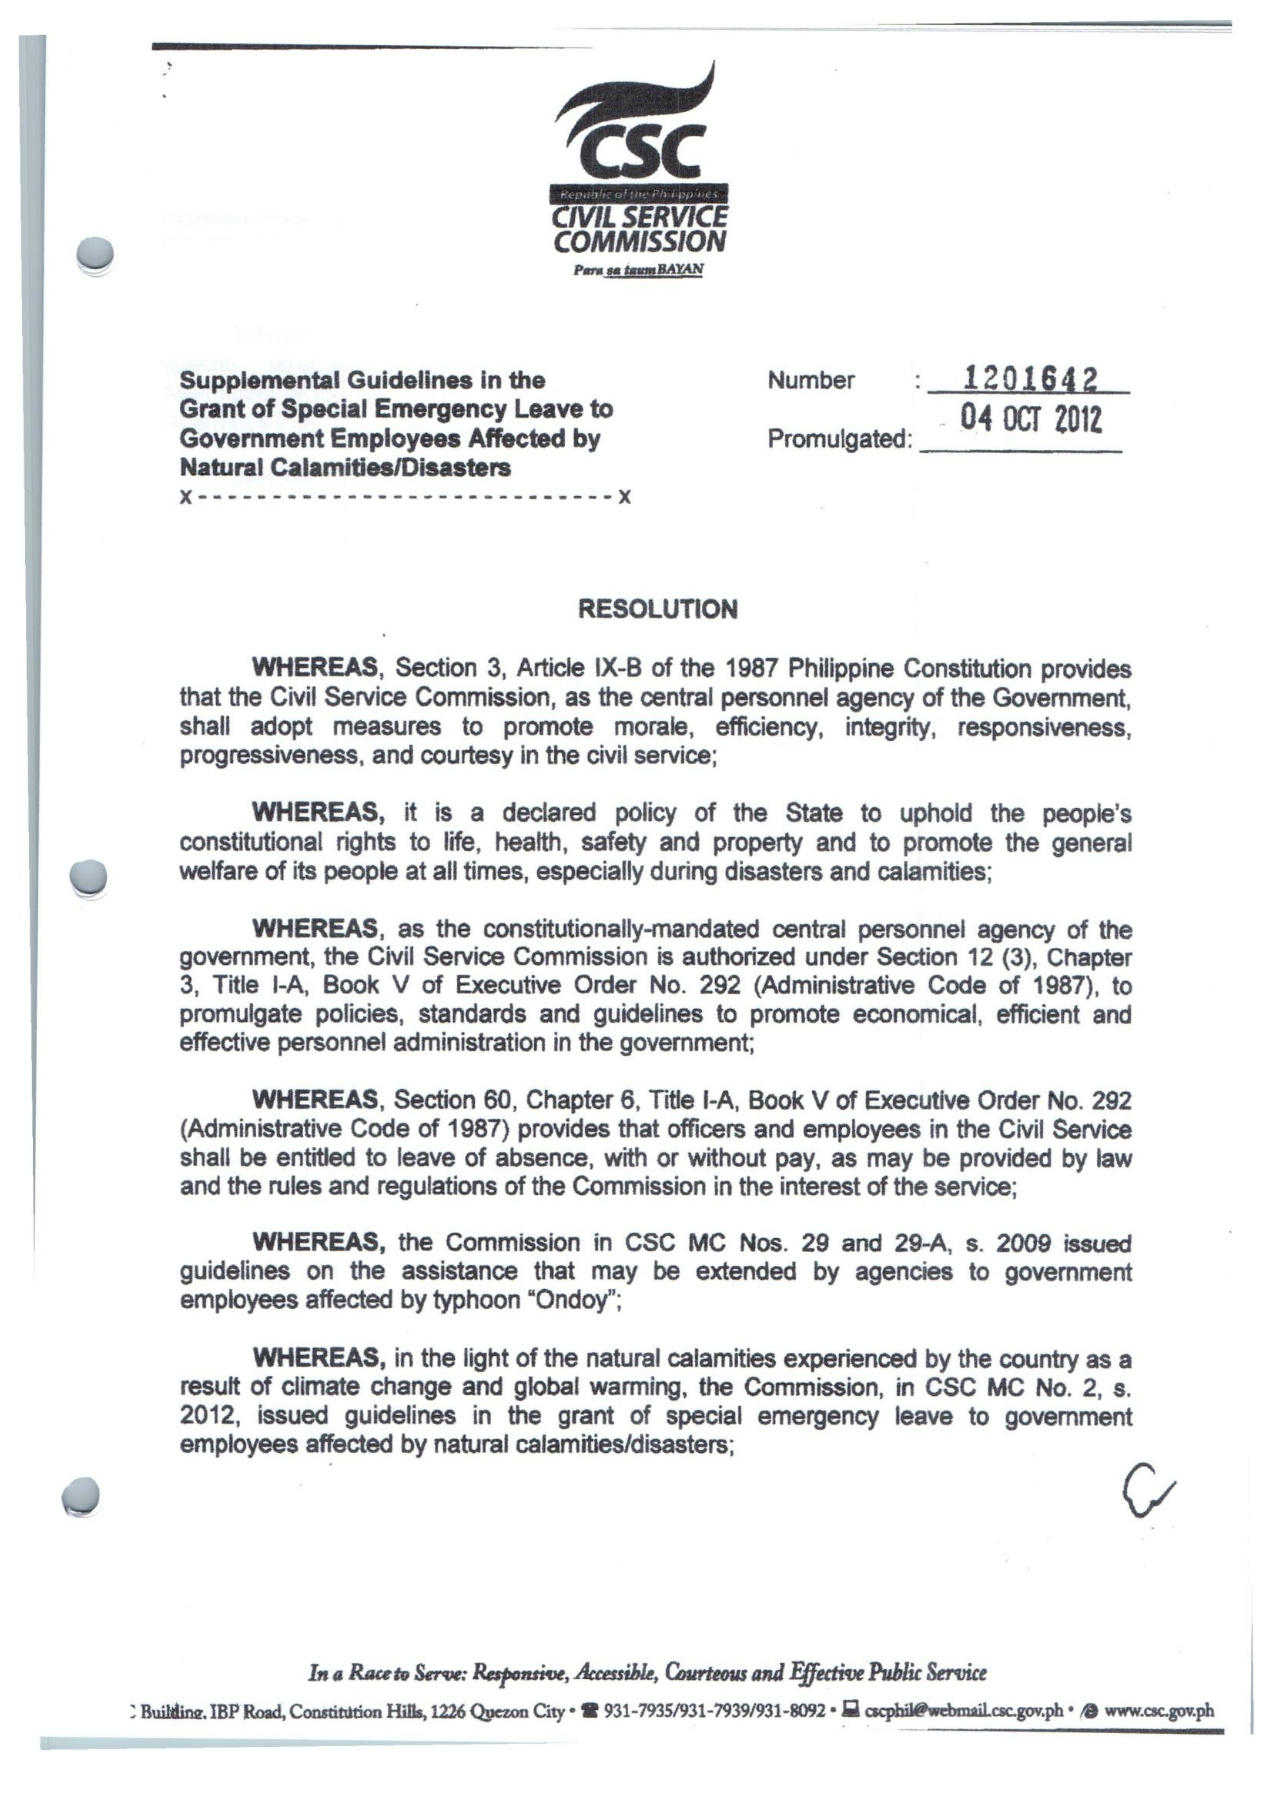 CSC
Republic of the Philippines
CIVIL SERVICE
COMMISSION
Para sa taumBAYAN
Supplemental Guidelines in the
Grant of Special Emergency Leave to
Government Employees Affected by
Natural Calamities/Disasters
x----------------------------x
Number : 1201642
Promulgated: 04 OCT 2012
RESOLUTION
WHEREAS, Section 3, Article IX-B of the 1987 Philippine Constitution provides
that the Civil Service Commission, as the central personnel agency of the Government,
shall adopt measures to promote morale, efficiency, integrity, responsiveness,
progressiveness, and courtesy in the civil service;
WHEREAS, it is a declared policy of the State to uphold the people's
constitutional rights to life, health, safety and property and to promote the general
welfare of its people at all times, especially during disasters and calamities;
WHEREAS, as the constitutionally-mandated central personnel agency of the
government, the Civil Service Commission is authorized under Section 12 (3), Chapter
3, Title I-A, Book V of Executive Order No. 292 (Administrative Code of 1987), to
promulgate policies, standards and guidelines to promote economical, efficient and
effective personnel administration in the government;
WHEREAS, Section 60, Chapter 6, Title I-A, Book V of Executive Order No. 292
(Administrative Code of 1987) provides that officers and employees in the Civil Service
shall be entitled to leave of absence, with or without pay, as may be provided by law
and the rules and regulations of the Commission in the interest of the service;
WHEREAS, the Commission in CSC MC Nos. 29 and 29-A, s. 2009 issued
guidelines on the assistance that may be extended by agencies to government
employees affected by typhoon “Ondoy”;
WHEREAS, in the light of the natural calamities experienced by the country as a
result of climate change and global warming, the Commission, in CSC MC No. 2, s.
2012, issued guidelines in the grant of special emergency leave to government
employees affected by natural calamities/disasters;
In a Race to Serve: Responsive, Accessible, Courteous and Effective Public Service
Building, IBP Road, Constitution Hills, 1226 Quezon City • ☎ 931-7935/931-7939/931-8092 • cscphil@webmail.csc.gov.ph • www.csc.gov.ph